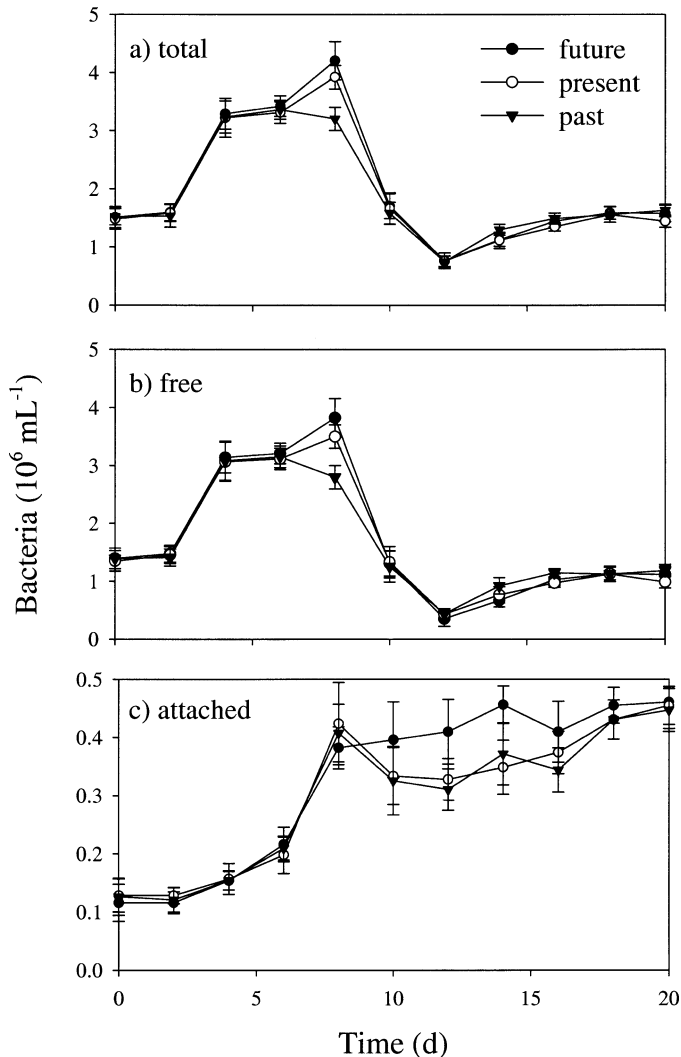 5
a) total
future
4
present
past
3
2
1
0
5
b) free
4
3
2
1
0
Bacteria (10⁶ mL⁻¹)
0.5
c) attached
0.4
0.3
0.2
0.1
0.0
0 5 10 15 20
Time (d)